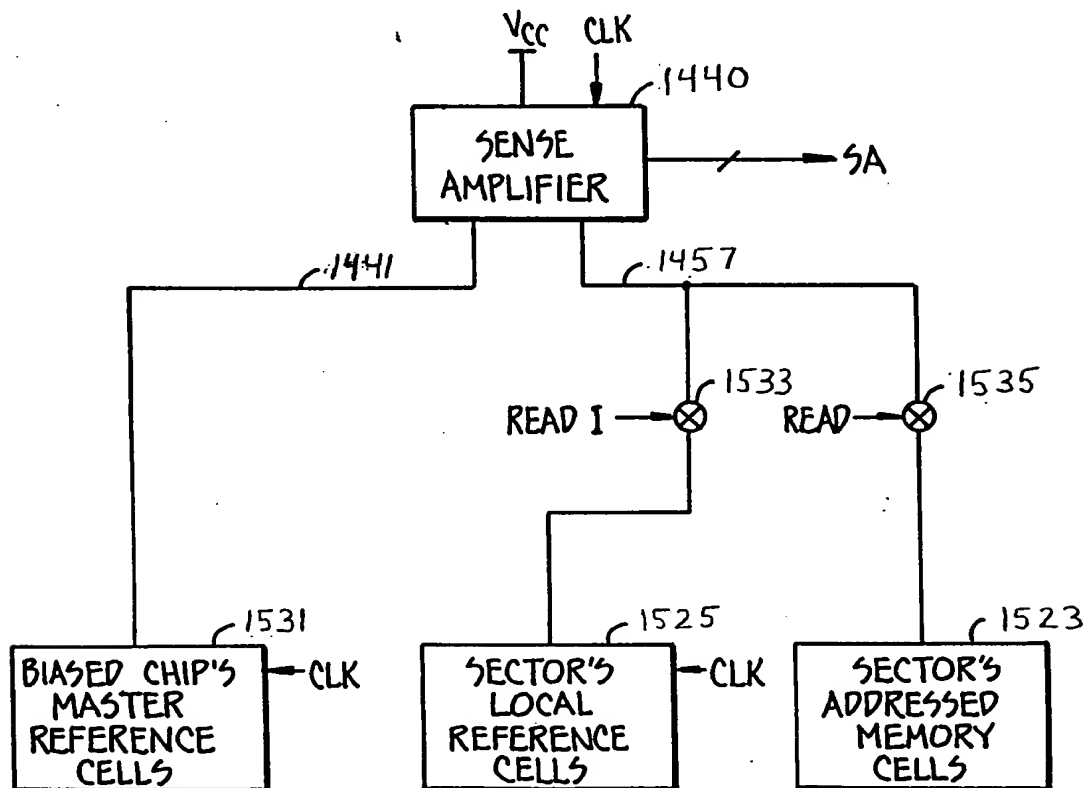 VCC CLK
1440
SENSE
AMPLIFIER
SA
1441
1457
1533
1535
READ I
READ
1531
1525
1523
BIASED CHIP'S
MASTER
REFERENCE
CELLS
CLK
SECTOR'S
LOCAL
REFERENCE
CELLS
CLK
SECTOR'S
ADDRESSED
MEMORY
CELLS